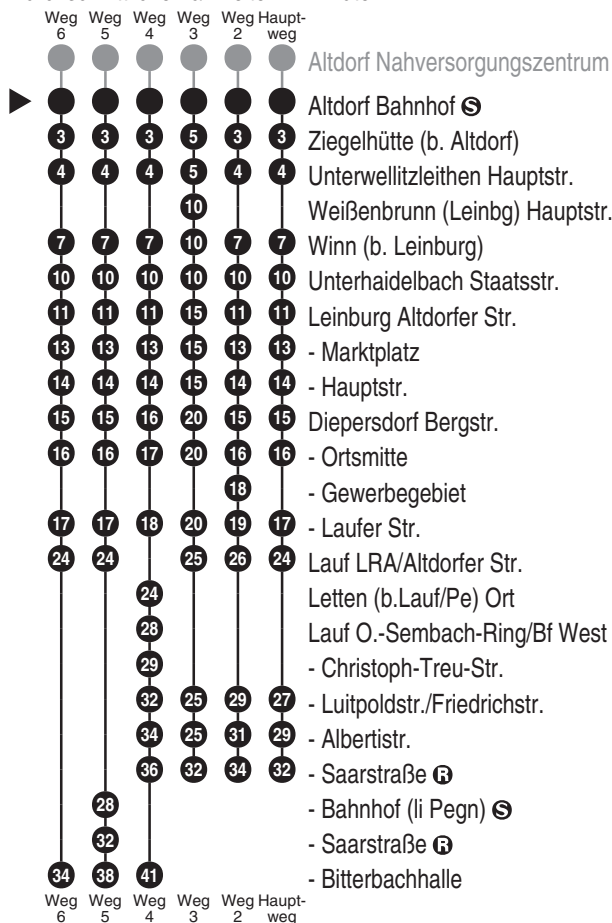 Weg Weg Weg Weg Weg Haupt-
6 5 4 3 2 weg
Altdorf Nahversorgungszentrum
Altdorf Bahnhof S
3 3 3 5 3 3 Ziegelhütte (b. Altdorf)
4 4 4 5 4 4 Unterwellitzleithen Hauptstr.
10 Weißenbrunn (Leinbg) Hauptstr.
7 7 7 10 7 7 Winn (b. Leinburg)
10 10 10 10 10 10 Unterhaidelbach Staatsstr.
11 11 11 15 11 11 Leinburg Altdorfer Str.
13 13 13 15 13 13 - Marktplatz
14 14 14 15 14 14 - Hauptstr.
15 15 16 20 15 15 Diepersdorf Bergstr.
16 16 17 20 16 16 - Ortsmitte
18 - Gewerbegebiet
17 17 18 20 19 17 - Laufer Str.
24 24 25 26 24 Lauf LRA/Altdorfer Str.
24 Letten (b.Lauf/Pe) Ort
28 Lauf O.-Sembach-Ring/Bf West
29 - Christoph-Treu-Str.
32 25 29 27 - Luitpoldstr./Friedrichstr.
34 25 31 29 - Albertistr.
36 32 34 32 - Saarstraße R
28 - Bahnhof (li Pegn) S
32 - Saarstraße R
34 38 41 - Bitterbachhalle
Weg Weg Weg Weg Weg Haupt-
6 5 4 3 2 weg